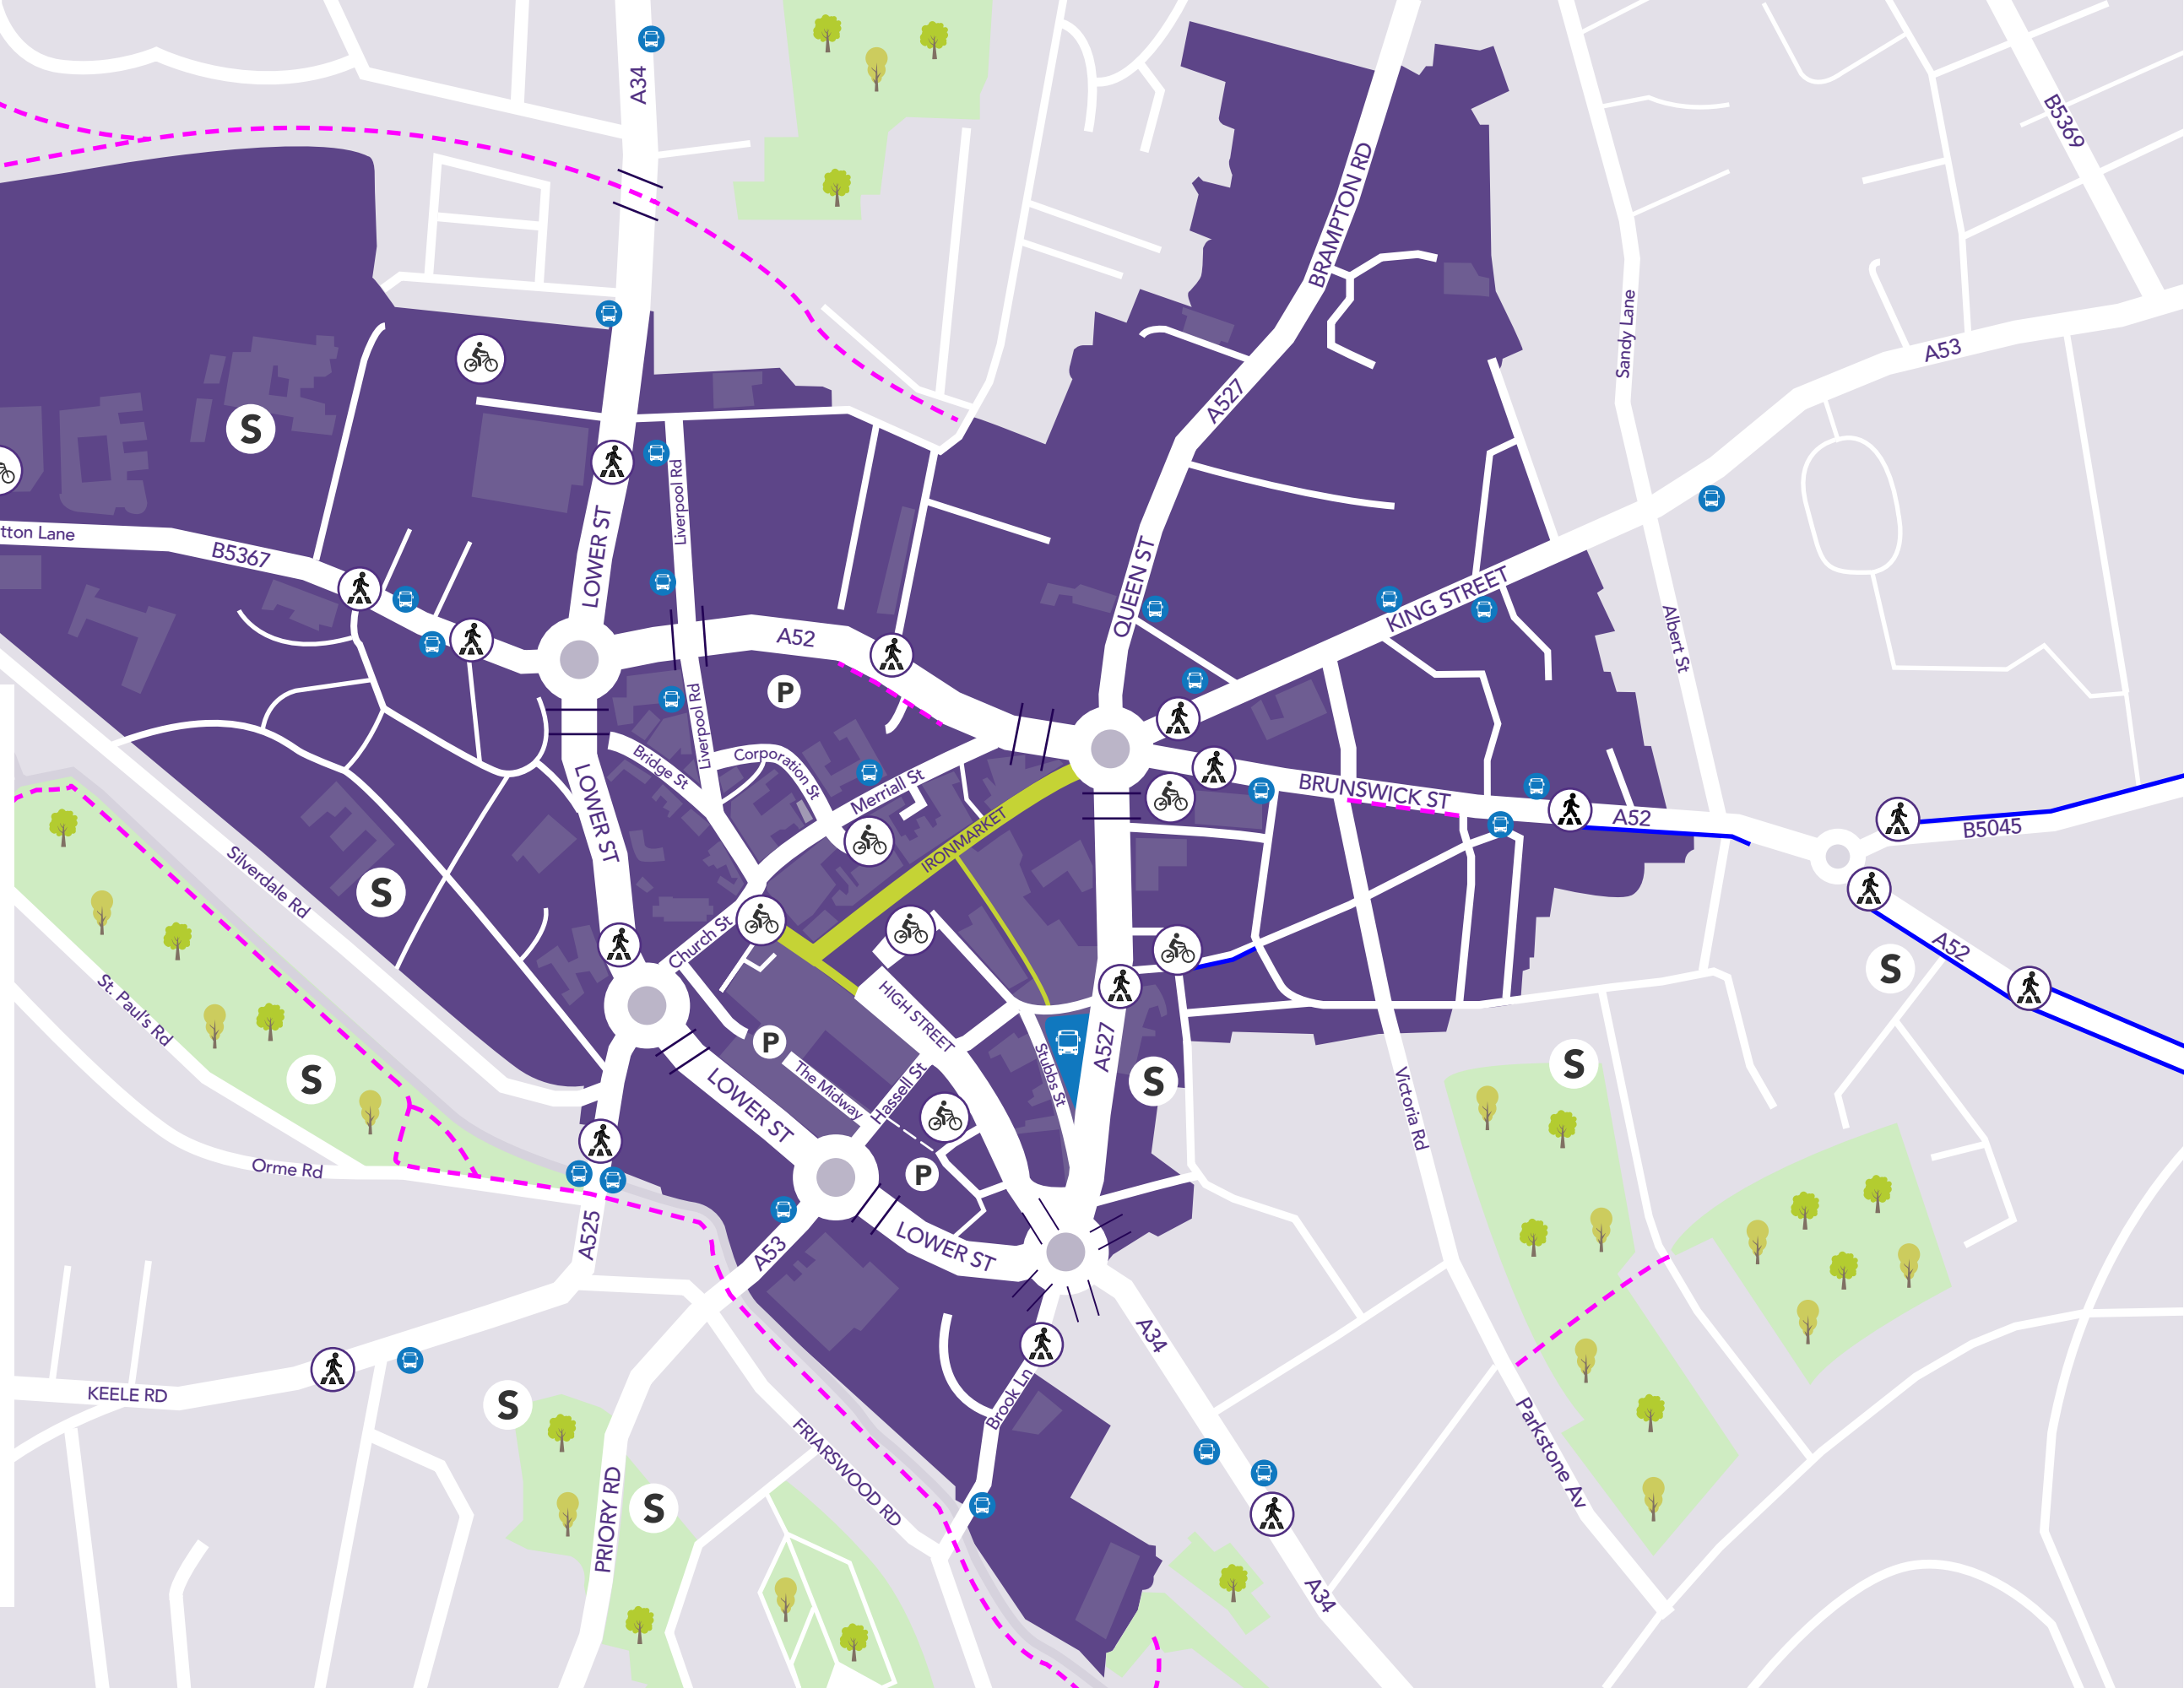 A34
B5369
BRAMPTON RD
Sandy Lane
A53
A527
S
Liverpool Rd
LOWER ST
tton Lane
B5367
QUEEN ST
KING STREET
A52
Albert St
P
Liverpool Rd
Bridge St
Corporation St
Merriall St
BRUNSWICK ST
A52
B5045
LOWER ST
IRONMARKET
Silverdale Rd
S
Church St
A52
S
St. Paul's Rd
HIGH STREET
P
A527
Stubbs St
S
S
S
The Midway
Hassell St
LOWER ST
Victoria Rd
Orme Rd
P
A525
A53
LOWER ST
A34
KEELE RD
S
Brook Ln
Parkstone Av
FRIARSWOOD RD
S
PRIORY RD
A34